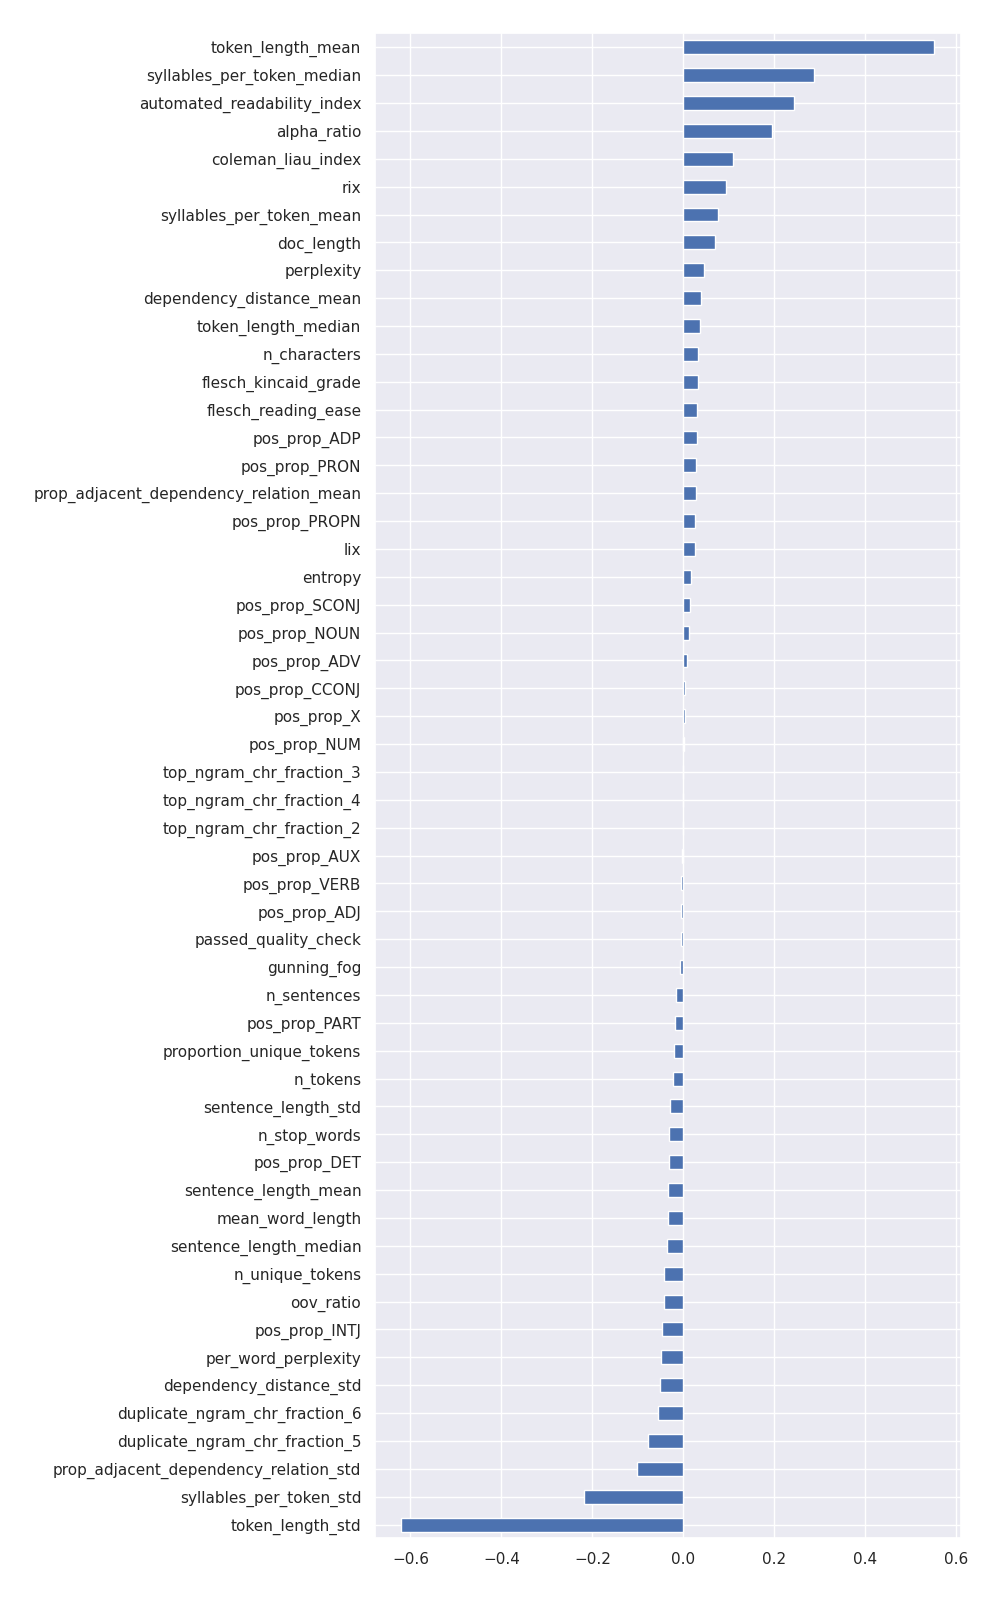 token_length_mean
syllables_per_token_median
automated_readability_index
alpha_ratio
coleman_liau_index
rix
syllables_per_token_mean
doc_length
perplexity
dependency_distance_mean
token_length_median
n_characters
flesch_kincaid_grade
flesch_reading_ease
pos_prop_ADP
pos_prop_PRON
prop_adjacent_dependency_relation_mean
pos_prop_PROPN
lix
entropy
pos_prop_SCONJ
pos_prop_NOUN
pos_prop_ADV
pos_prop_CCONJ
pos_prop_X
pos_prop_NUM
top_ngram_chr_fraction_3
top_ngram_chr_fraction_4
top_ngram_chr_fraction_2
pos_prop_AUX
pos_prop_VERB
pos_prop_ADJ
passed_quality_check
gunning_fog
n_sentences
pos_prop_PART
proportion_unique_tokens
n_tokens
sentence_length_std
n_stop_words
pos_prop_DET
sentence_length_mean
mean_word_length
sentence_length_median
n_unique_tokens
oov_ratio
pos_prop_INTJ
per_word_perplexity
dependency_distance_std
duplicate_ngram_chr_fraction_6
duplicate_ngram_chr_fraction_5
prop_adjacent_dependency_relation_std
syllables_per_token_std
token_length_std
−0.6 −0.4 −0.2 0.0 0.2 0.4 0.6